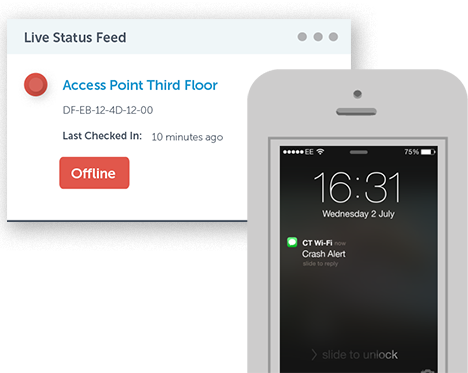 Live Status Feed
Access Point Third Floor
DF-EB-12-4D-12-00
Last Checked In: 10 minutes ago
Offline
EE 75%
16:31
Wednesday 2 July
CT Wi-Fi now
Crash Alert
slide to reply
slide to unlock